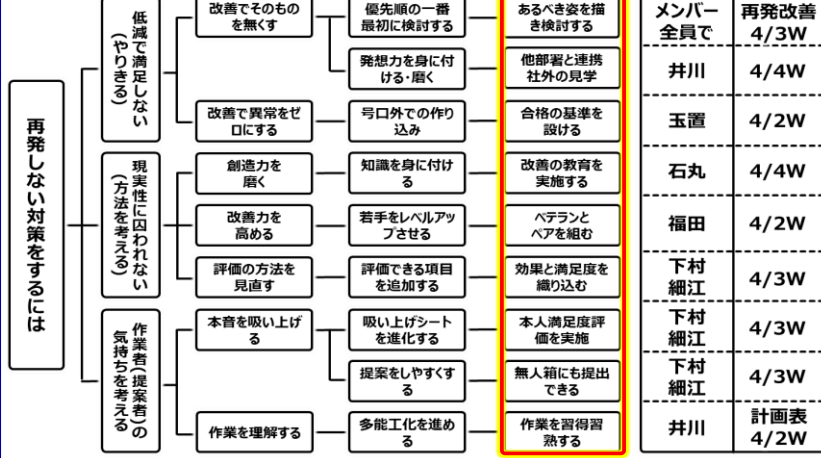 再発しない対策をするには
低減で満足しない
(やりきる)
改善でそのもの
を無くす
優先順の一番
最初に検討する
あるべき姿を描
き検討する
メンバー
全員で
再発改善
4/3W
発想力を身に付
ける・磨く
他部署と連携
社外の見学
井川
4/4W
改善で異常をゼ
ロにする
号口外での作り
込み
合格の基準を
設ける
玉置
4/2W
現実性に囚われない
(方法を考える)
創造力を
磨く
知識を身に付け
る
改善の教育を
実施する
石丸
4/4W
改善力を
高める
若手をレベルアッ
プさせる
ベテランと
ペアを組む
福田
4/2W
評価の方法を
見直す
評価できる項目
を追加する
効果と満足度を
織り込む
下村
細江
4/3W
作業者(提案者)の
気持ちを考える
本音を吸い上げ
る
吸い上げシート
を進化する
本人満足度評
価を実施
下村
細江
4/3W
提案をしやすくす
る
無人箱にも提出
できる
下村
細江
4/3W
作業を理解する
多能工化を進め
る
作業を習得習
熟する
井川
計画表
4/2W